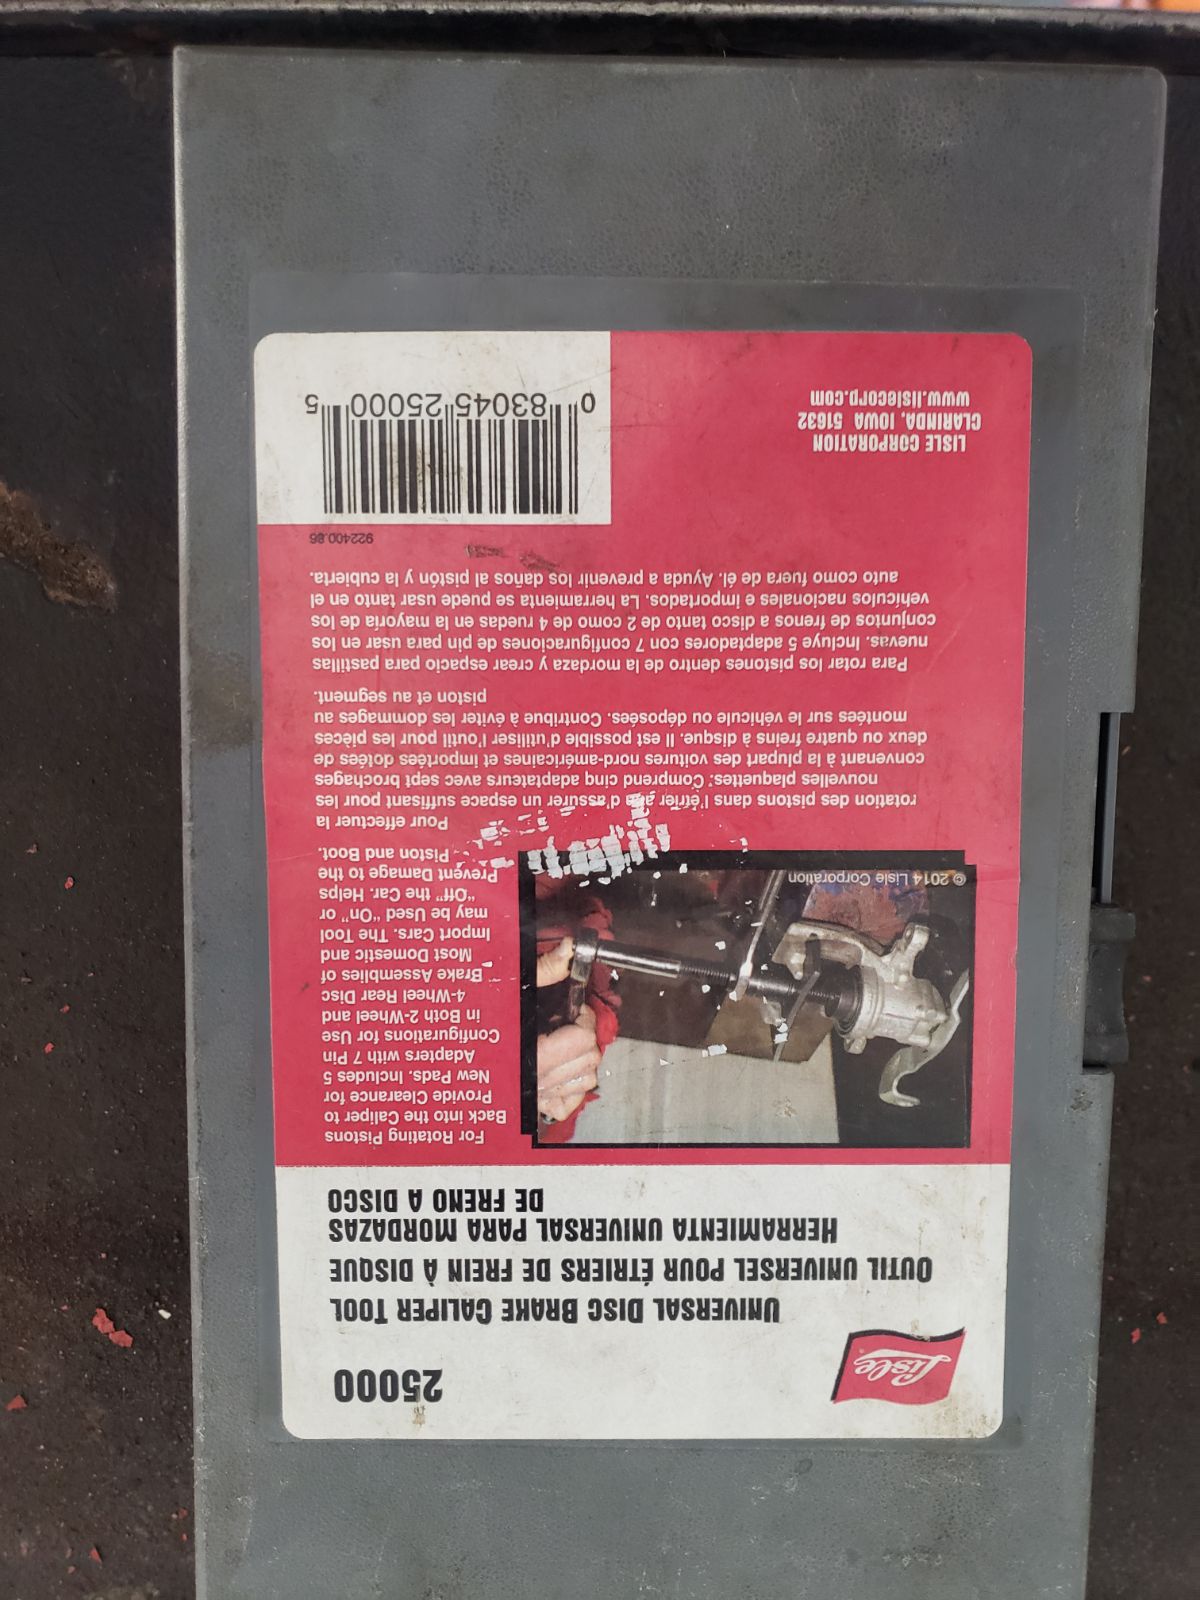 Lisle
25000
UNIVERSAL DISC BRAKE CALIPER TOOL
OUTIL UNIVERSEL POUR ÉTRIERS DE FREIN À DISQUE
HERRAMIENTA UNIVERSAL PARA MORDAZAS
DE FRENO A DISCO
For Rotating Pistons
Back into the Caliper to
Provide Clearance for
New Pads. Includes 5
Adapters with 7 Pin
Configurations for Use
in Both 2-Wheel and
4-Wheel Rear Disc
Brake Assemblies of
Most Domestic and
Import Cars. The Tool
may be Used "On" or
"Off" the Car. Helps
Prevent Damage to the
Piston and Boot.
© 2014 Lisle Corporation
Pour effectuer la
rotation des pistons dans l'étrier afin d'assurer un espace suffisant pour les
nouvelles plaquettes. Comprend cinq adaptateurs avec sept brochages
convenant à la plupart des voitures nord-américaines et importées dotées de
deux ou quatre freins à disque. Il est possible d'utiliser l'outil pour les pièces
montées sur le véhicule ou déposées. Contribue à éviter les dommages au
piston et au segment.
Para rotar los pistones dentro de la mordaza y crear espacio para pastillas
nuevas. Incluye 5 adaptadores con 7 configuraciones de pin para usar en los
conjuntos de frenos a disco tanto de 2 como de 4 ruedas en la mayoría de los
vehículos nacionales e importados. La herramienta se puede usar tanto en el
auto como fuera de él. Ayuda a prevenir los daños al pistón y la cubierta.
922400.86
LISLE CORPORATION
CLARINDA, IOWA 51632
www.lislecorp.com
0 83045 25000 5